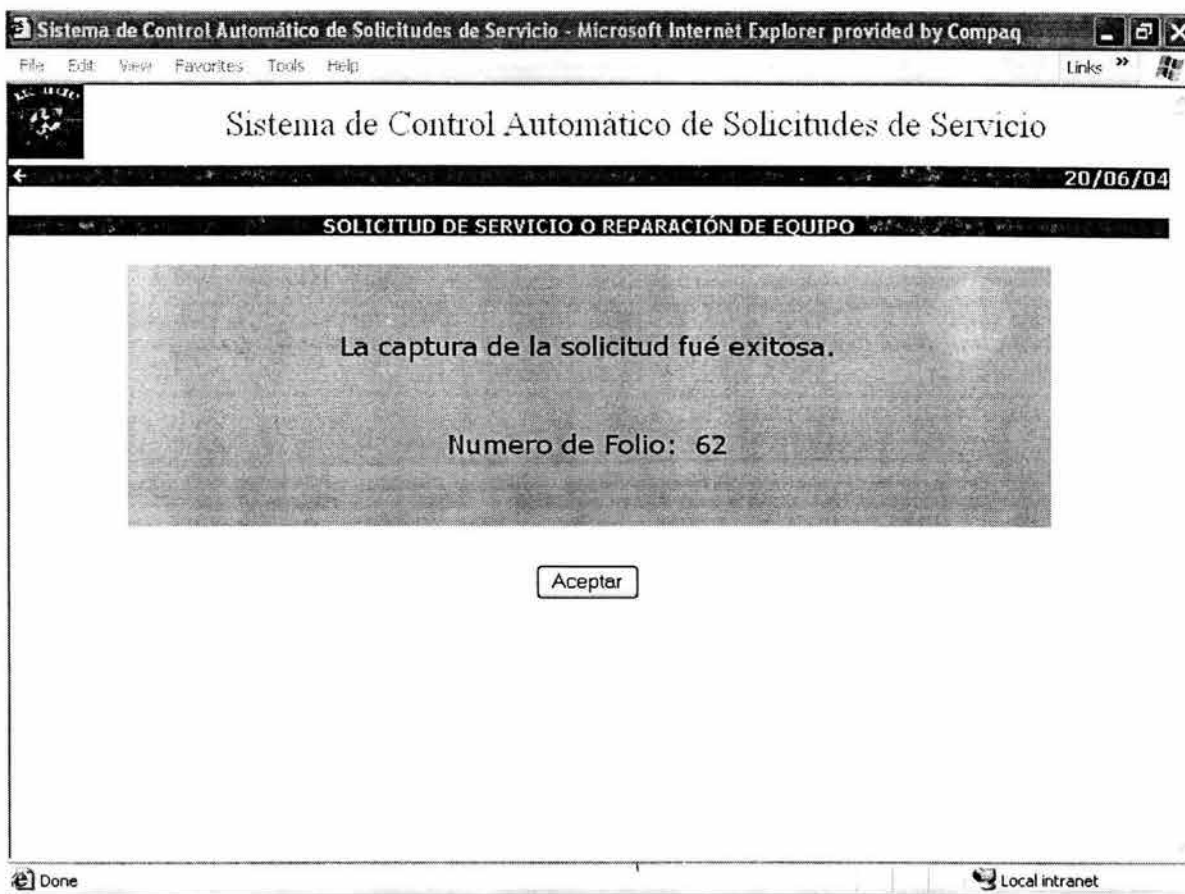 Sistema de Control Automático de Solicitudes de Servicio - Microsoft Internet Explorer provided by Compaq
File Edit View Favorites Tools Help Links »
Sistema de Control Automático de Solicitudes de Servicio
20/06/04
SOLICITUD DE SERVICIO O REPARACIÓN DE EQUIPO
La captura de la solicitud fué exitosa.
Numero de Folio: 62
Aceptar
Done Local intranet